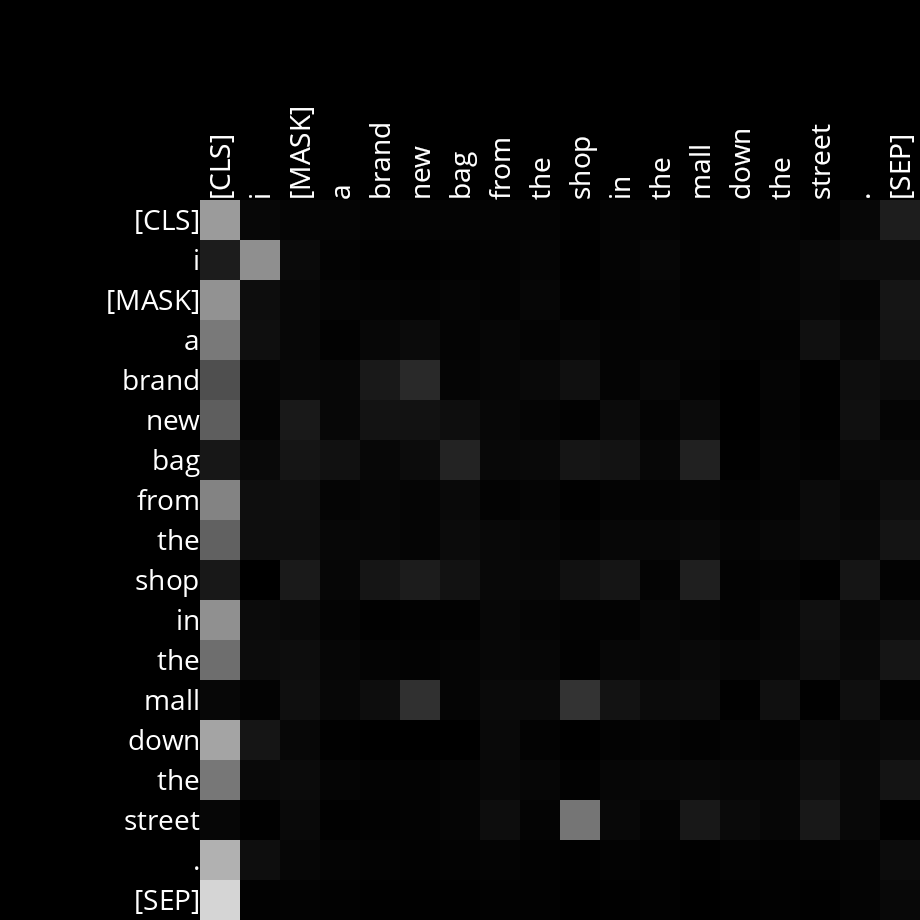 [CLS] i [MASK] a brand new bag from the shop in the mall down the street . [SEP]
[CLS]
i
[MASK]
a
brand
new
bag
from
the
shop
in
the
mall
down
the
street
.
[SEP]